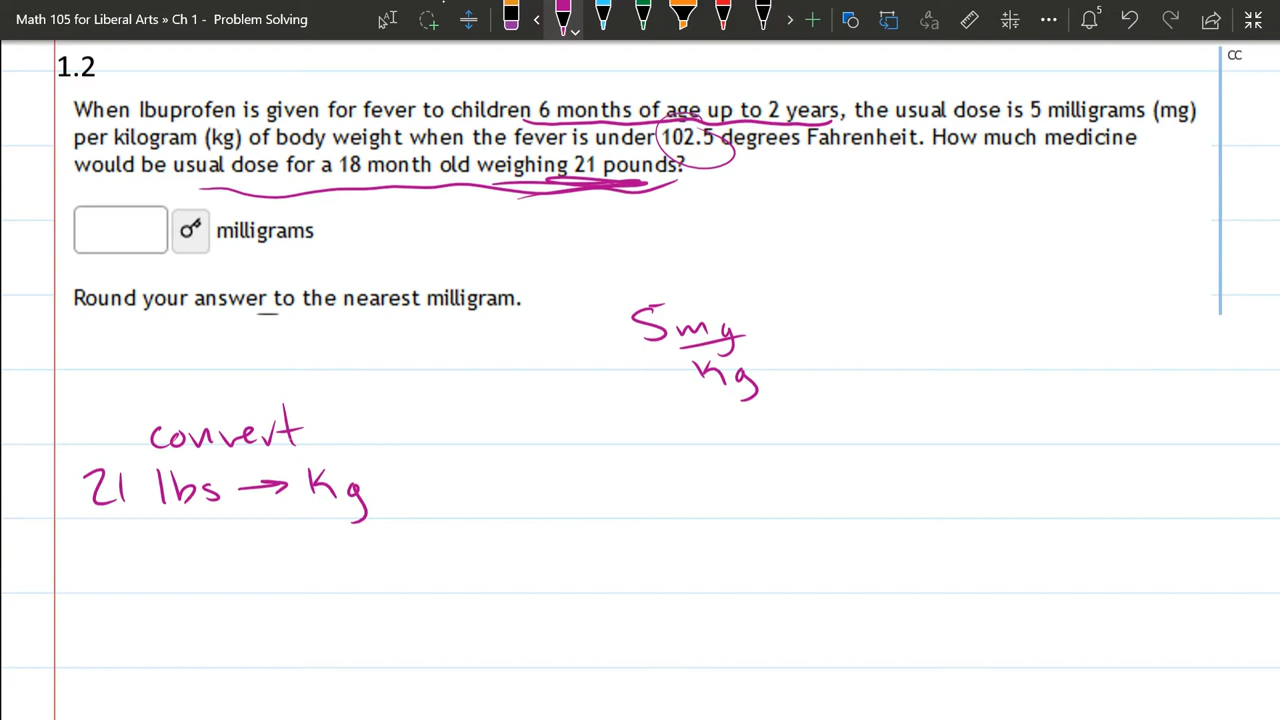 Math 105 for Liberal Arts » Ch 1 - Problem Solving
5
CC
1.2
When Ibuprofen is given for fever to children 6 months of age up to 2 years, the usual dose is 5 milligrams (mg)
per kilogram (kg) of body weight when the fever is under 102.5 degrees Fahrenheit. How much medicine
would be usual dose for a 18 month old weighing 21 pounds?
milligrams
Round your answer to the nearest milligram.
5 mg
kg
convert
21 lbs → kg